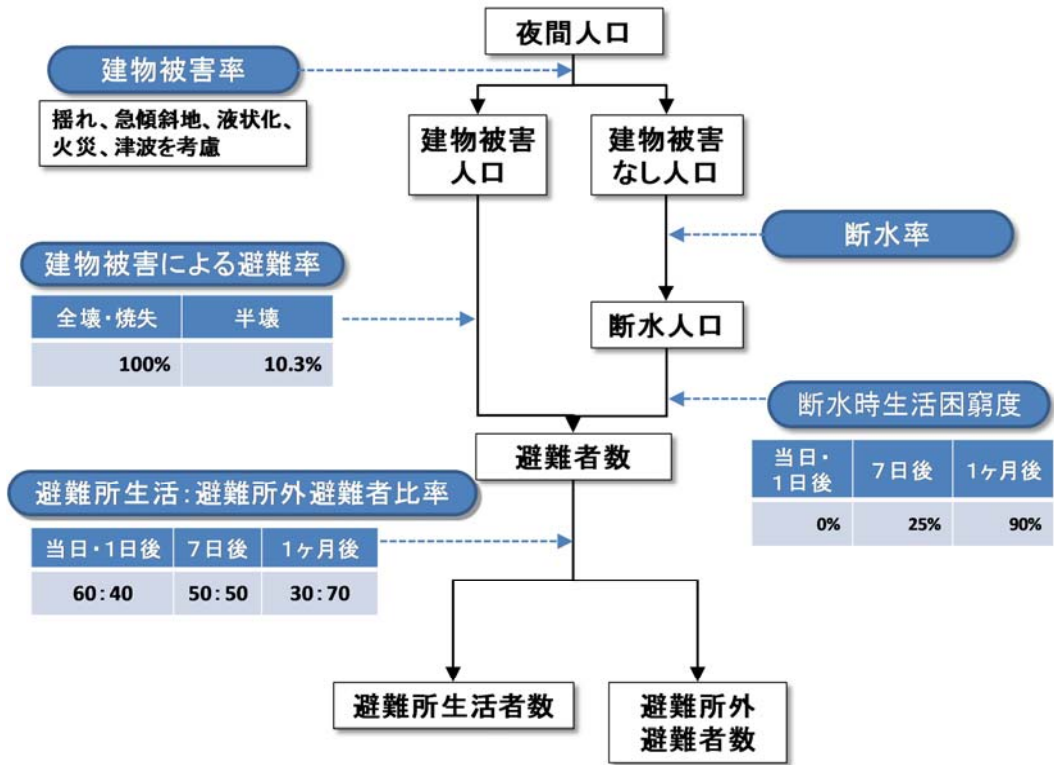 夜間人口
建物被害率
揺れ、急傾斜地、液状化、
火災、津波を考慮
建物被害
人口
建物被害
なし人口
断水率
建物被害による避難率
全壊・焼失 半壊
100% 10.3%
断水人口
断水時生活困窮度
当日・
1日後 7日後 1ヶ月後
0% 25% 90%
避難者数
避難所生活:避難所外避難者比率
当日・1日後 7日後 1ヶ月後
60:40 50:50 30:70
避難所生活者数
避難所外
避難者数